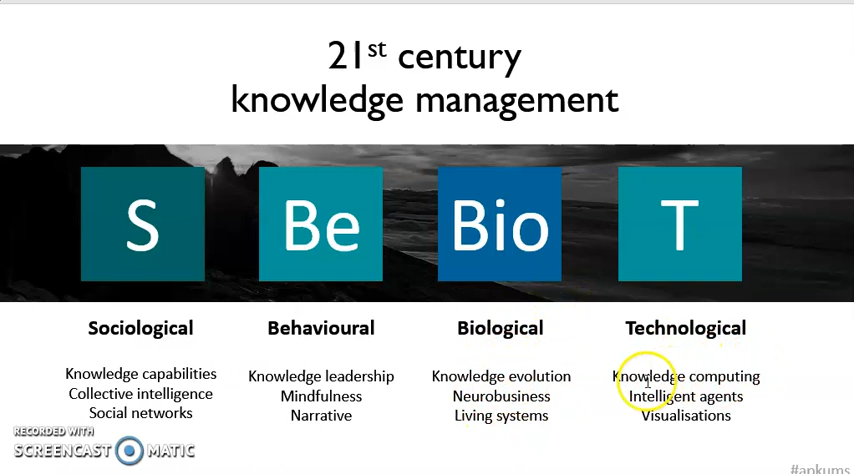 21st century
knowledge management
S
Be
Bio
T
Sociological
Behavioural
Biological
Technological
Knowledge capabilities
Collective intelligence
Social networks
Knowledge leadership
Mindfulness
Narrative
Knowledge evolution
Neurobusiness
Living systems
Knowledge computing
Intelligent agents
Visualisations
RECORDED WITH
SCREENCAST MATIC
#apkums